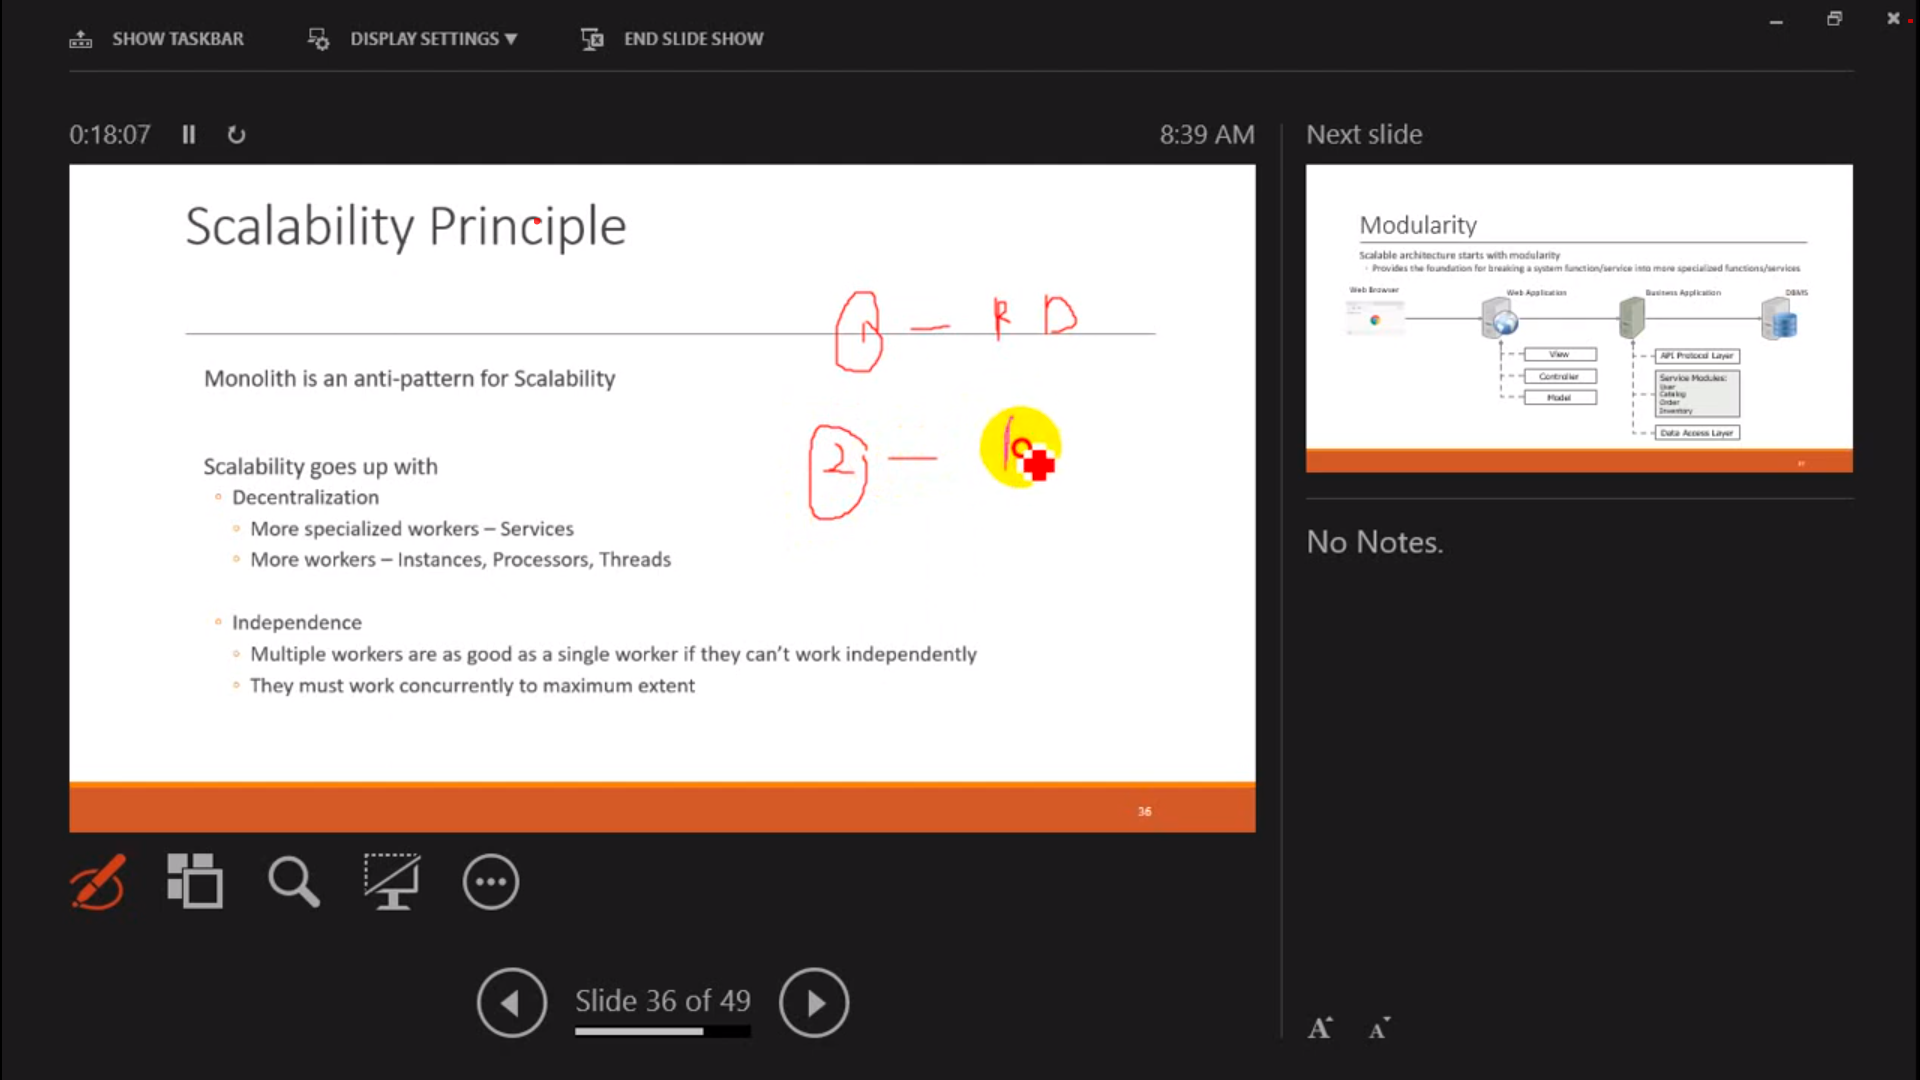 SHOW TASKBAR
DISPLAY SETTINGS ▼
END SLIDE SHOW
0:18:07
8:39 AM
Next slide
Scalability Principle
1 — R D
Monolith is an anti-pattern for Scalability
2 —
Scalability goes up with
Decentralization
More specialized workers – Services
More workers – Instances, Processors, Threads
Independence
Multiple workers are as good as a single worker if they can't work independently
They must work concurrently to maximum extent
36
Modularity
Scalable architecture starts with modularity
Provides the foundation for breaking a system function/service into more specialized functions/services
Web Browser
Web Application
Business Application
DBMS
View
Controller
Model
API Protocol Layer
Service Modules:
User
Catalog
Order
Inventory
Data Access Layer
37
No Notes.
Slide 36 of 49
A A